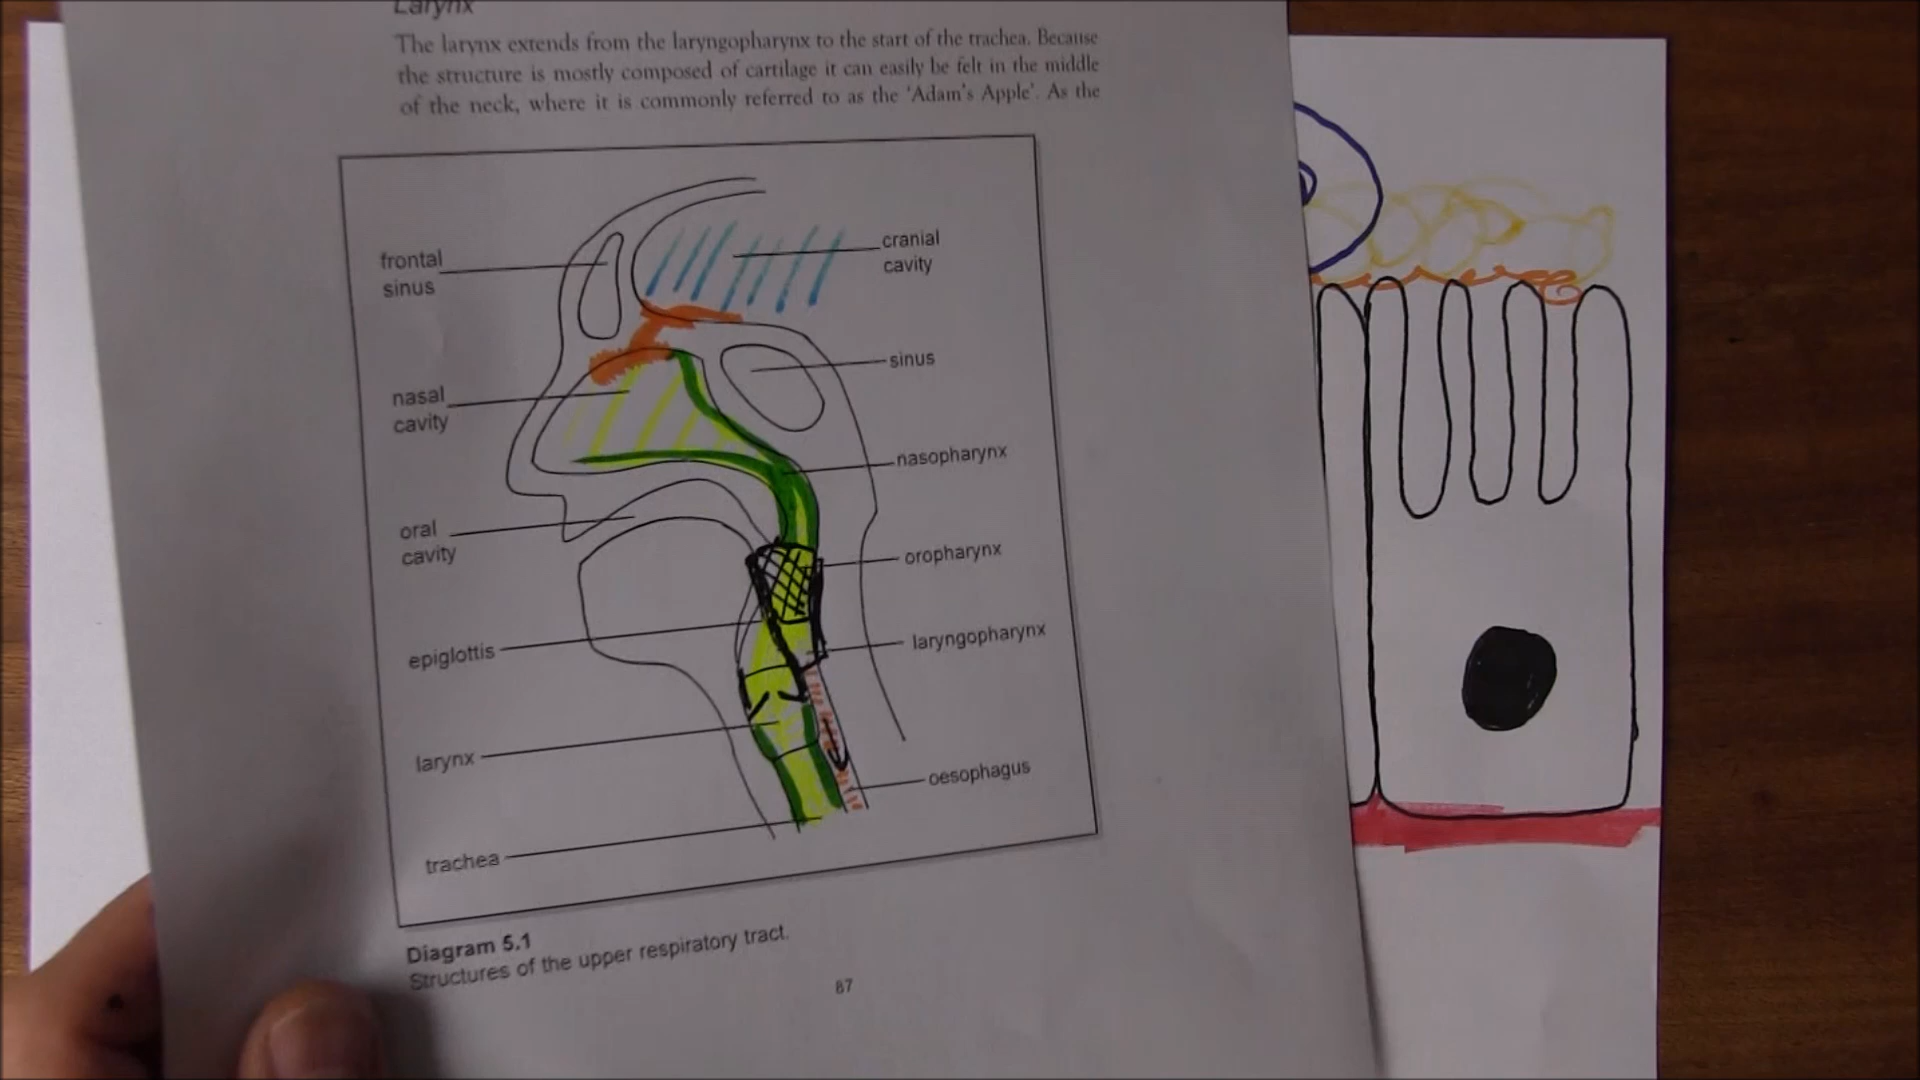 Larynx
The larynx extends from the laryngopharynx to the start of the trachea. Because
the structure is mostly composed of cartilage it can easily be felt in the middle
of the neck, where it is commonly referred to as the 'Adam's Apple'. As the
frontal
sinus
cranial
cavity
sinus
nasal
cavity
nasopharynx
oral
cavity
oropharynx
epiglottis
laryngopharynx
larynx
oesophagus
trachea
Diagram 5.1
Structures of the upper respiratory tract.
87